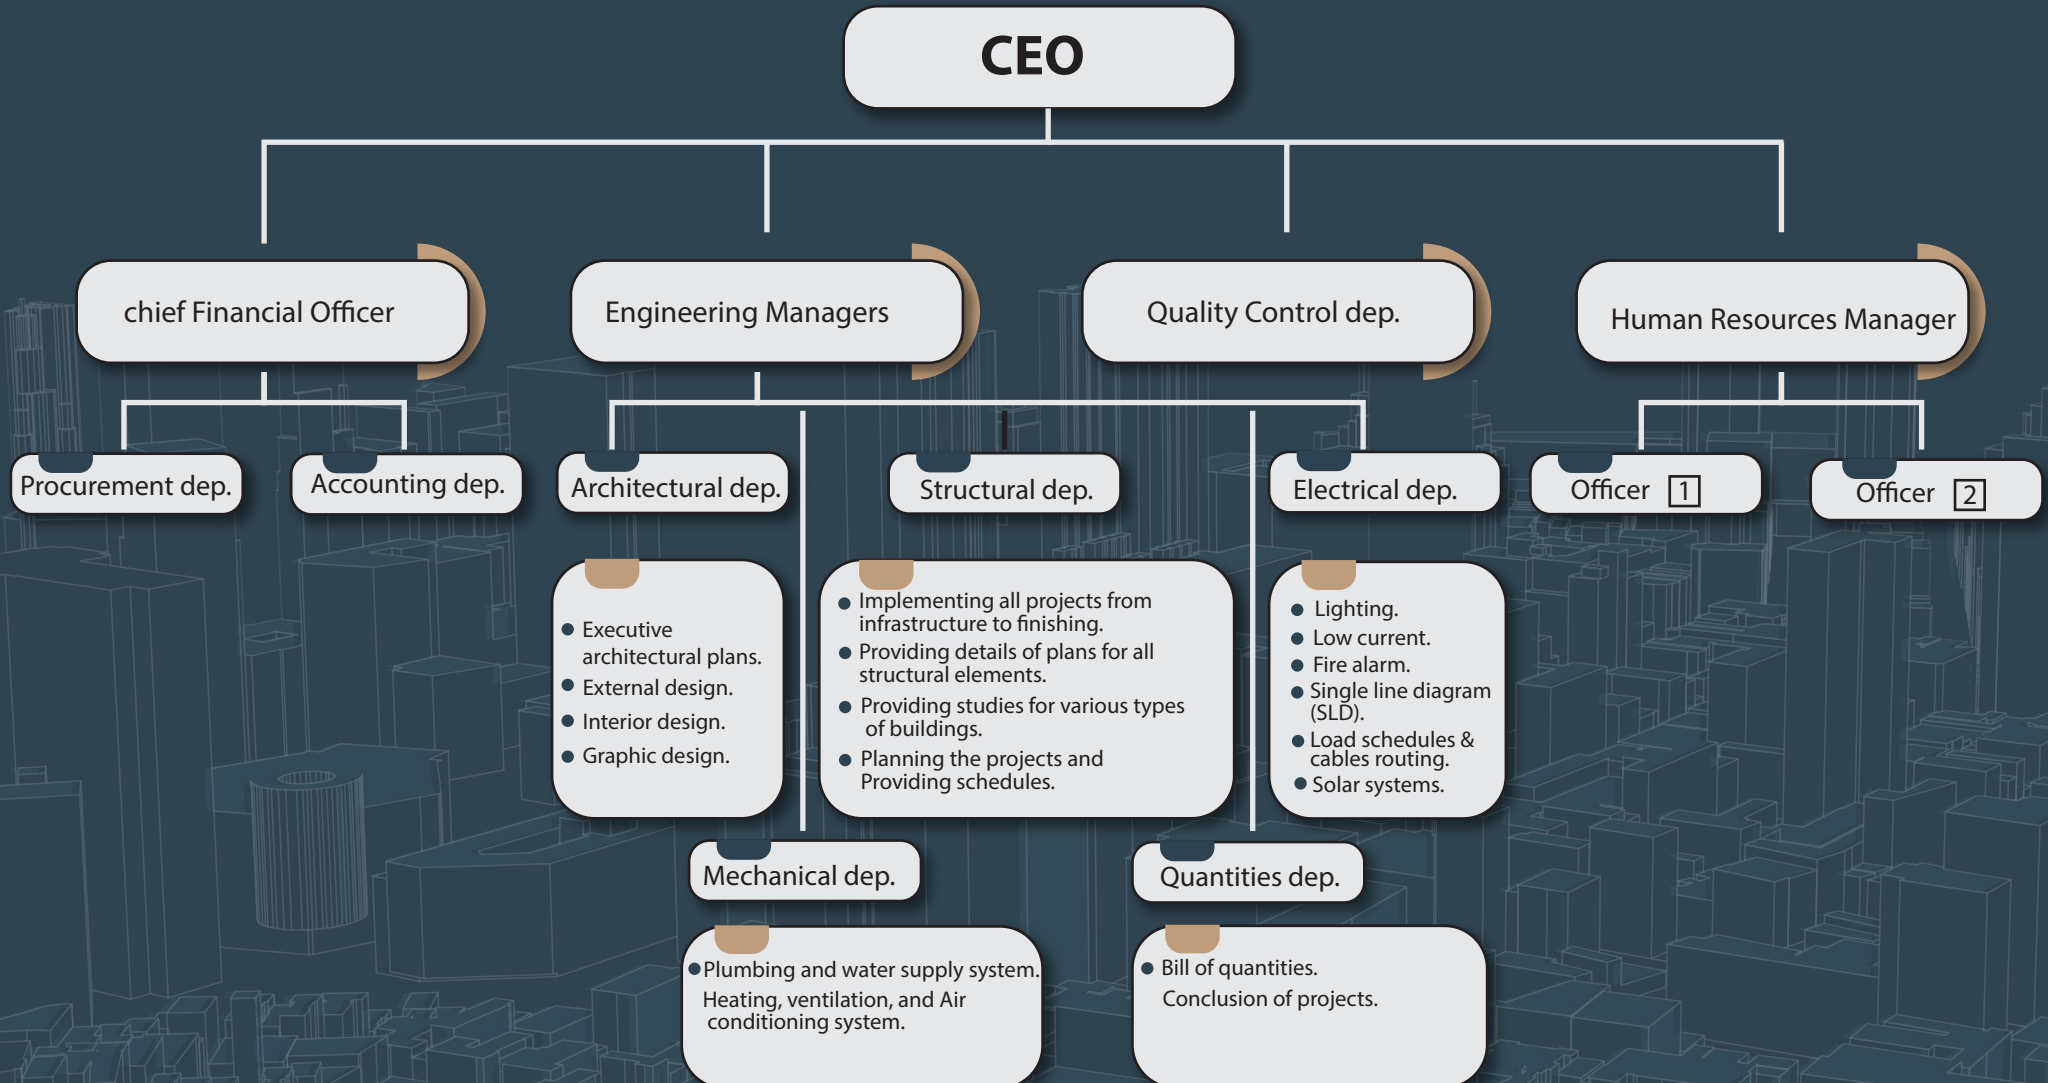 CEO
chief Financial Officer
Engineering Managers
Quality Control dep.
Human Resources Manager
Procurement dep.
Accounting dep.
Architectural dep.
Structural dep.
Electrical dep.
Officer 1
Officer 2
Executive
architectural plans.
External design.
Interior design.
Graphic design.
Implementing all projects from
infrastructure to finishing.
Providing details of plans for all
structural elements.
Providing studies for various types
of buildings.
Planning the projects and
Providing schedules.
Lighting.
Low current.
Fire alarm.
Single line diagram
(SLD).
Load schedules &
cables routing.
Solar systems.
Mechanical dep.
Plumbing and water supply system.
Heating, ventilation, and Air
conditioning system.
Quantities dep.
Bill of quantities.
Conclusion of projects.